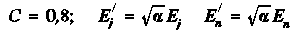 C = 0,8; E_j^/ = √α E_j E_n^/ = √α E_n